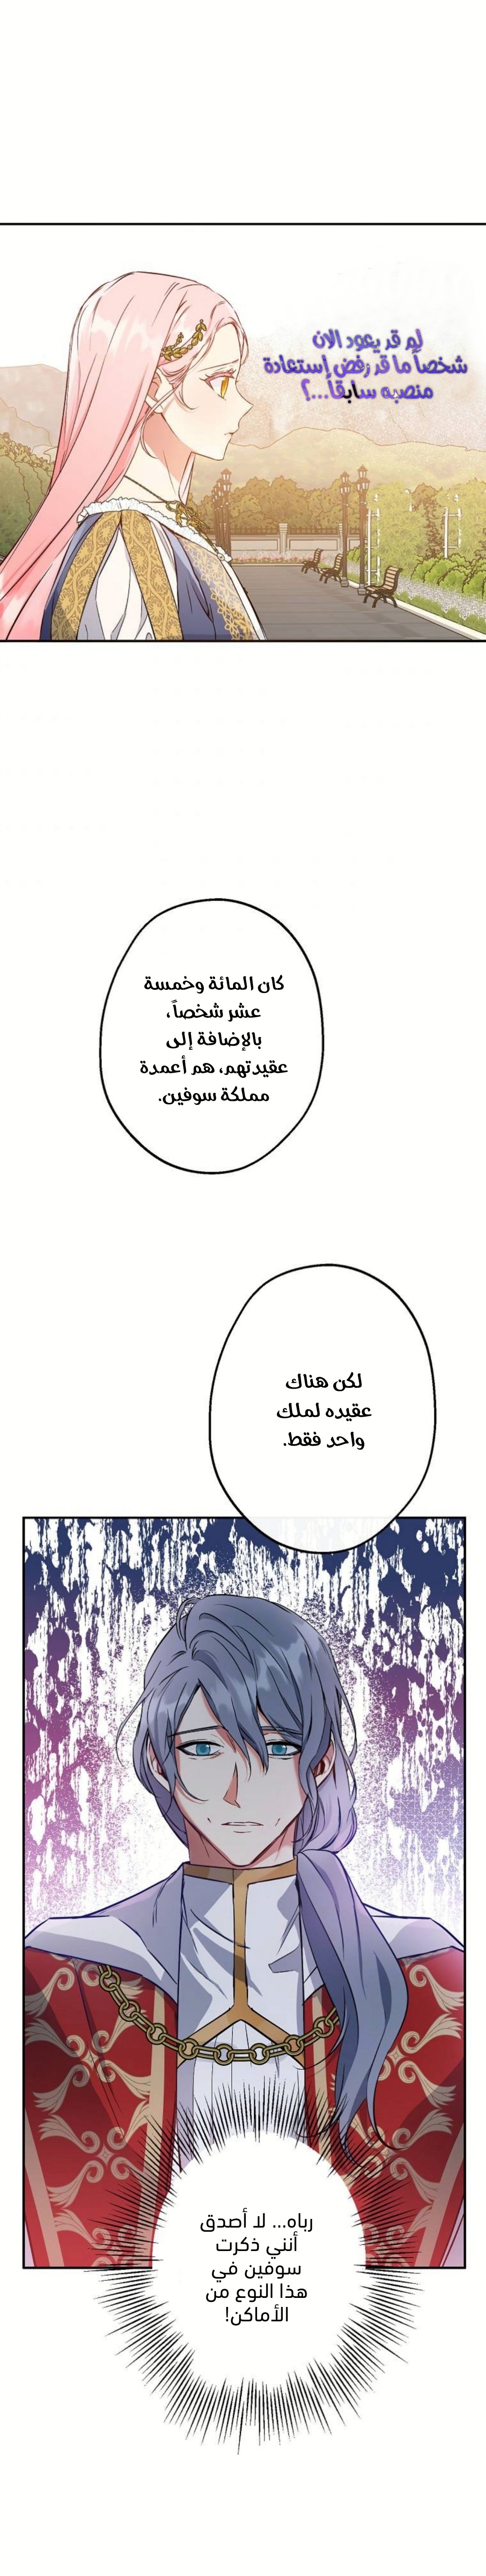 لم قد يعود الان
شخصاً ما قد رفض إستعادة
منصبه سابقاً...؟
كان المائة وخمسة
عشر شخصاً،
بالإضافة إلى
عقيدتهم، هم أعمدة
مملكة سوفين.
لكن هناك
عقيده لملك
واحد فقط.
رباه... لا أصدق
أنني ذكرت
سوفين في
هذا النوع من
الأماكن!